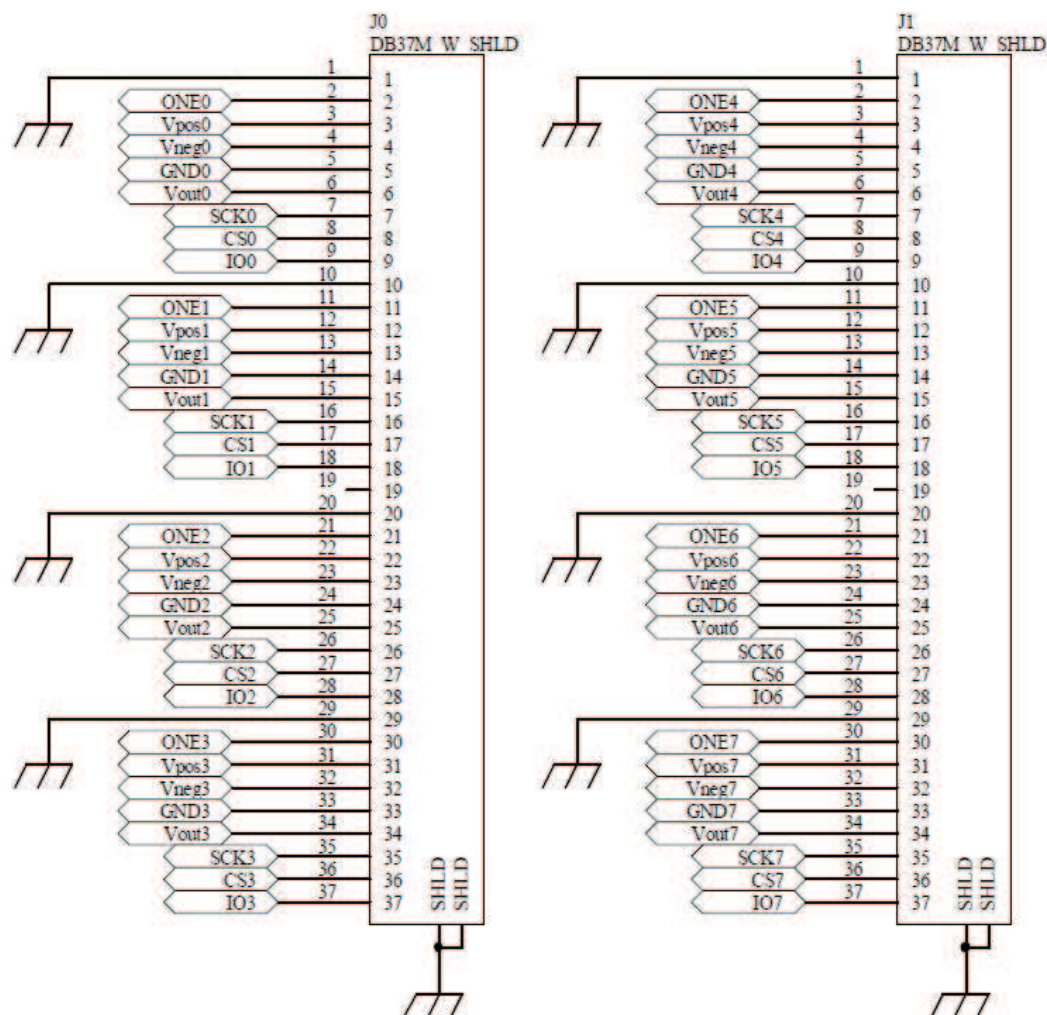 J0
DB37M_W_SHLD
1 1
ONE0 2 2
Vpos0 3 3
Vneg0 4 4
GND0 5 5
Vout0 6 6
SCK0 7 7
CS0 8 8
IO0 9 9
10 10
ONE1 11 11
Vpos1 12 12
Vneg1 13 13
GND1 14 14
Vout1 15 15
SCK1 16 16
CS1 17 17
IO1 18 18
19 19
20 20
ONE2 21 21
Vpos2 22 22
Vneg2 23 23
GND2 24 24
Vout2 25 25
SCK2 26 26
CS2 27 27
IO2 28 28
29 29
ONE3 30 30
Vpos3 31 31
Vneg3 32 32
GND3 33 33
Vout3 34 34
SCK3 35 35
CS3 36 36
IO3 37 37
SHLD
SHLD
J1
DB37M_W_SHLD
1 1
ONE4 2 2
Vpos4 3 3
Vneg4 4 4
GND4 5 5
Vout4 6 6
SCK4 7 7
CS4 8 8
IO4 9 9
10 10
ONE5 11 11
Vpos5 12 12
Vneg5 13 13
GND5 14 14
Vout5 15 15
SCK5 16 16
CS5 17 17
IO5 18 18
19 19
20 20
ONE6 21 21
Vpos6 22 22
Vneg6 23 23
GND6 24 24
Vout6 25 25
SCK6 26 26
CS6 27 27
IO6 28 28
29 29
ONE7 30 30
Vpos7 31 31
Vneg7 32 32
GND7 33 33
Vout7 34 34
SCK7 35 35
CS7 36 36
IO7 37 37
SHLD
SHLD